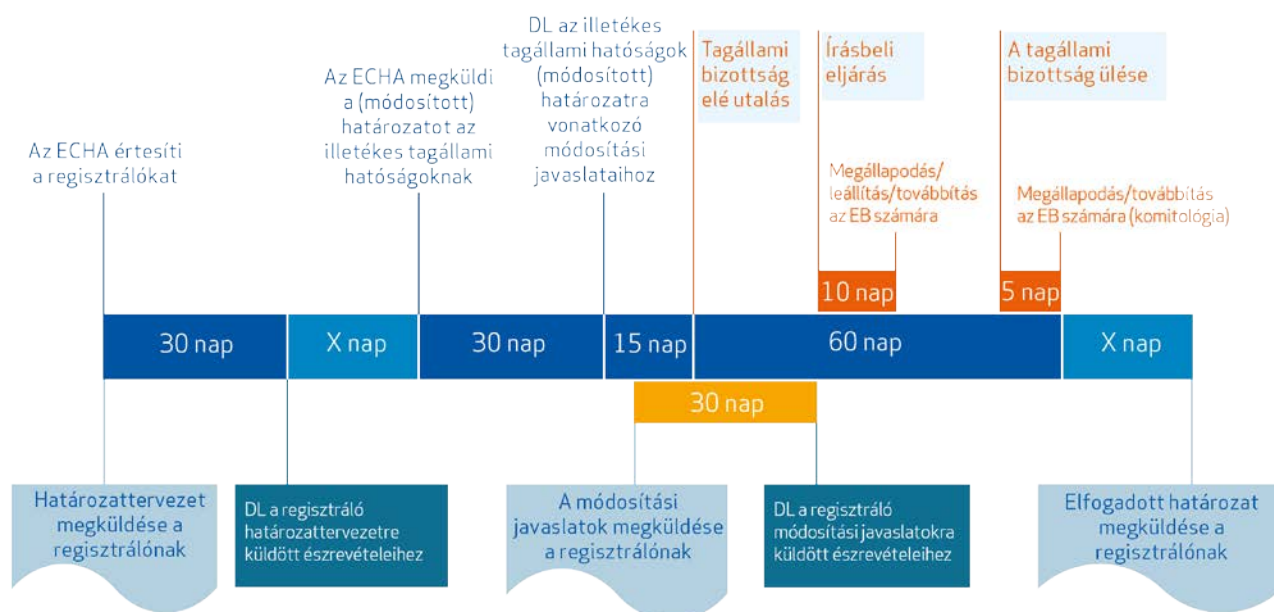 Az ECHA értesíti
a regisztrálókat
Az ECHA megküldi
a (módosított)
határozatot az
illetékes tagállami
hatóságoknak
DL az illetékes
tagállami hatóságok
(módosított)
határozatra
vonatkozó
módosítási
javaslataihoz
Tagállami
bizottság
elé utalás
Írásbeli
eljárás
A tagállami
bizottság ülése
Megállapodás/
leállítás/továbbítás
az EB számára
Megállapodás/továbbítás
az EB számára (komitológia)
10 nap
5 nap
30 nap
X nap
30 nap
15 nap
60 nap
X nap
30 nap
Határozattervezet
megküldése a
regisztrálónak
DL a regisztráló
határozattervezetre
küldött észrevételeihez
A módosítási
javaslatok megküldése
a regisztrálónak
DL a regisztráló
módosítási javaslatokra
küldött észrevételeihez
Elfogadott határozat
megküldése a
regisztrálónak